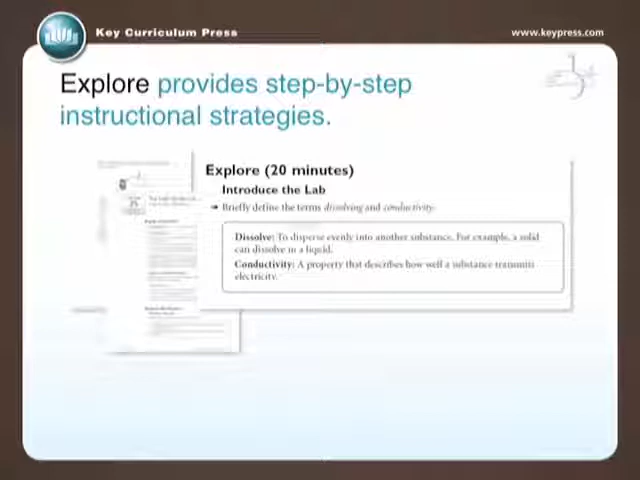 Key Curriculum Press
www.keypress.com
Explore provides step-by-step
instructional strategies.
Explore (20 minutes)
Introduce the Lab
➞ Briefly define the terms dissolving and conductivity.
Dissolve: To disperse evenly into another substance. For example, a solid
can dissolve in a liquid.
Conductivity: A property that describes how well a substance transmits
electricity.